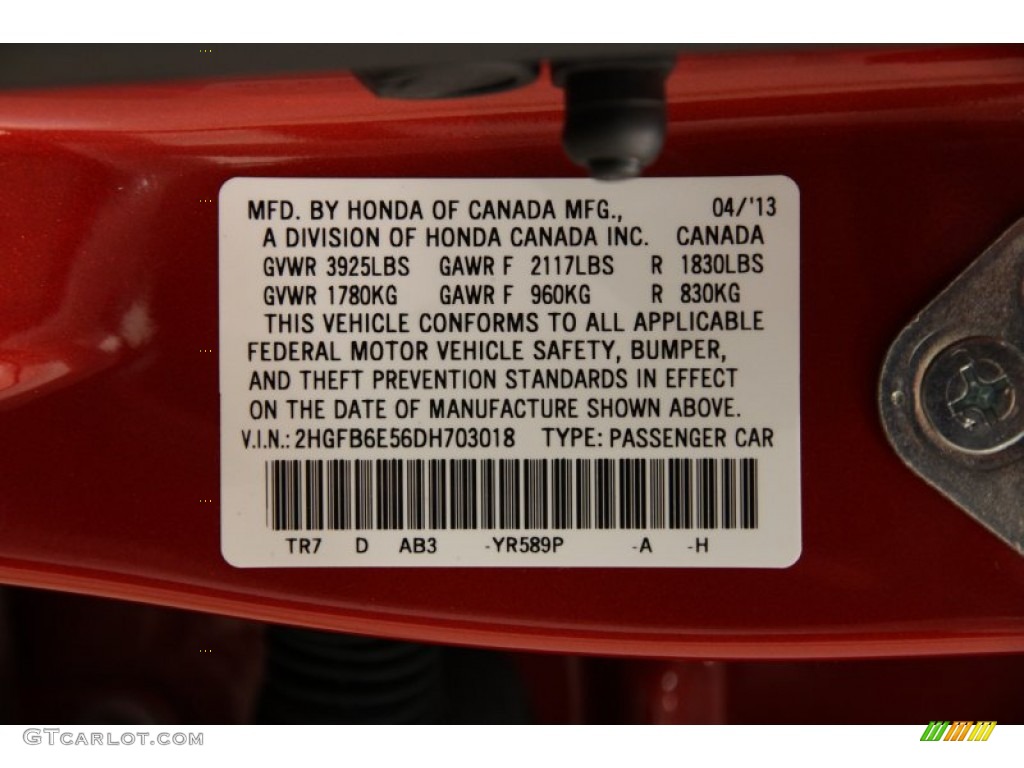 MFD. BY HONDA OF CANADA MFG., 04/'13
A DIVISION OF HONDA CANADA INC. CANADA
GVWR 3925LBS GAWR F 2117LBS R 1830LBS
GVWR 1780KG GAWR F 960KG R 830KG
THIS VEHICLE CONFORMS TO ALL APPLICABLE
FEDERAL MOTOR VEHICLE SAFETY, BUMPER,
AND THEFT PREVENTION STANDARDS IN EFFECT
ON THE DATE OF MANUFACTURE SHOWN ABOVE.
V.I.N.: 2HGFB6E56DH703018 TYPE: PASSENGER CAR
TR7 D AB3 -YR589P -A -H
GTCARLOT.COM